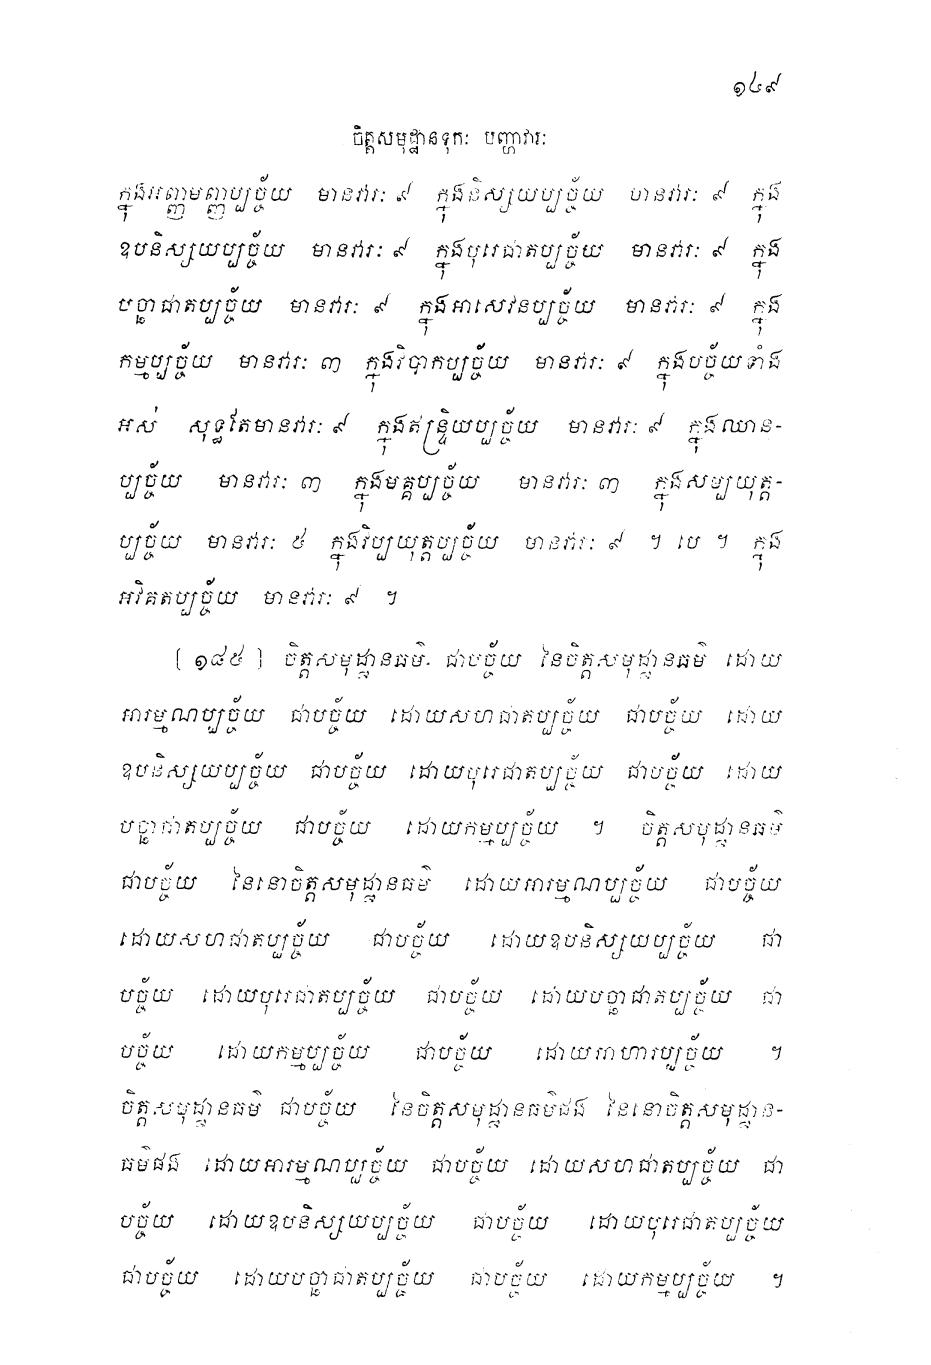 ១៤៩
ចិត្តសមុដ្ឋានទុកៈ បញ្ហាវារៈ
ក្នុងអញ្ញមញ្ញប្បច្ច័យ មានវារៈ ៩ ក្នុងនិស្សយប្បច្ច័យ មានវារៈ ៩ ក្នុង
ឧបនិស្សយប្បច្ច័យ មានវារៈ ៩ ក្នុងបុរេជាតប្បច្ច័យ មានវារៈ ៩ ក្នុង
បច្ឆាជាតប្បច្ច័យ មានវារៈ ៩ ក្នុងអាសេវនប្បច្ច័យ មានវារៈ ៩ ក្នុង
កម្មប្បច្ច័យ មានវារៈ ៣ ក្នុងវិបាកប្បច្ច័យ មានវារៈ ៩ ក្នុងបច្ច័យទាំង
អស់ សុទ្ធតែមានវារៈ ៩ ក្នុងឥន្ទ្រិយប្បច្ច័យ មានវារៈ ៩ ក្នុងឈាន-
ប្បច្ច័យ មានវារៈ ៣ ក្នុងមគ្គប្បច្ច័យ មានវារៈ ៣ ក្នុងសម្បយុត្ត-
ប្បច្ច័យ មានវារៈ ៥ ក្នុងវិប្បយុត្តប្បច្ច័យ មានវារៈ ៩ ។ បេ ។ ក្នុង
អវិគតប្បច្ច័យ មានវារៈ ៩ ។
[ ១៨៥ ] ចិត្តសមុដ្ឋានធម៌ ជាបច្ច័យ នៃចិត្តសមុដ្ឋានធម៌ ដោយ
អារម្មណប្បច្ច័យ ជាបច្ច័យ ដោយសហជាតប្បច្ច័យ ជាបច្ច័យ ដោយ
ឧបនិស្សយប្បច្ច័យ ជាបច្ច័យ ដោយបុរេជាតប្បច្ច័យ ជាបច្ច័យ ដោយ
បច្ឆាជាតប្បច្ច័យ ជាបច្ច័យ ដោយកម្មប្បច្ច័យ ។ ចិត្តសមុដ្ឋានធម៌
ជាបច្ច័យ នៃនោចិត្តសមុដ្ឋានធម៌ ដោយអារម្មណប្បច្ច័យ ជាបច្ច័យ
ដោយសហជាតប្បច្ច័យ ជាបច្ច័យ ដោយឧបនិស្សយប្បច្ច័យ ជា
បច្ច័យ ដោយបុរេជាតប្បច្ច័យ ជាបច្ច័យ ដោយបច្ឆាជាតប្បច្ច័យ ជា
បច្ច័យ ដោយកម្មប្បច្ច័យ ជាបច្ច័យ ដោយអាហារប្បច្ច័យ ។
ចិត្តសមុដ្ឋានធម៌ ជាបច្ច័យ នៃចិត្តសមុដ្ឋានធម៌ផង នៃនោចិត្តសមុដ្ឋាន-
ធម៌ផង ដោយអារម្មណប្បច្ច័យ ជាបច្ច័យ ដោយសហជាតប្បច្ច័យ ជា
បច្ច័យ ដោយឧបនិស្សយប្បច្ច័យ ជាបច្ច័យ ដោយបុរេជាតប្បច្ច័យ
ជាបច្ច័យ ដោយបច្ឆាជាតប្បច្ច័យ ជាបច្ច័យ ដោយកម្មប្បច្ច័យ ។